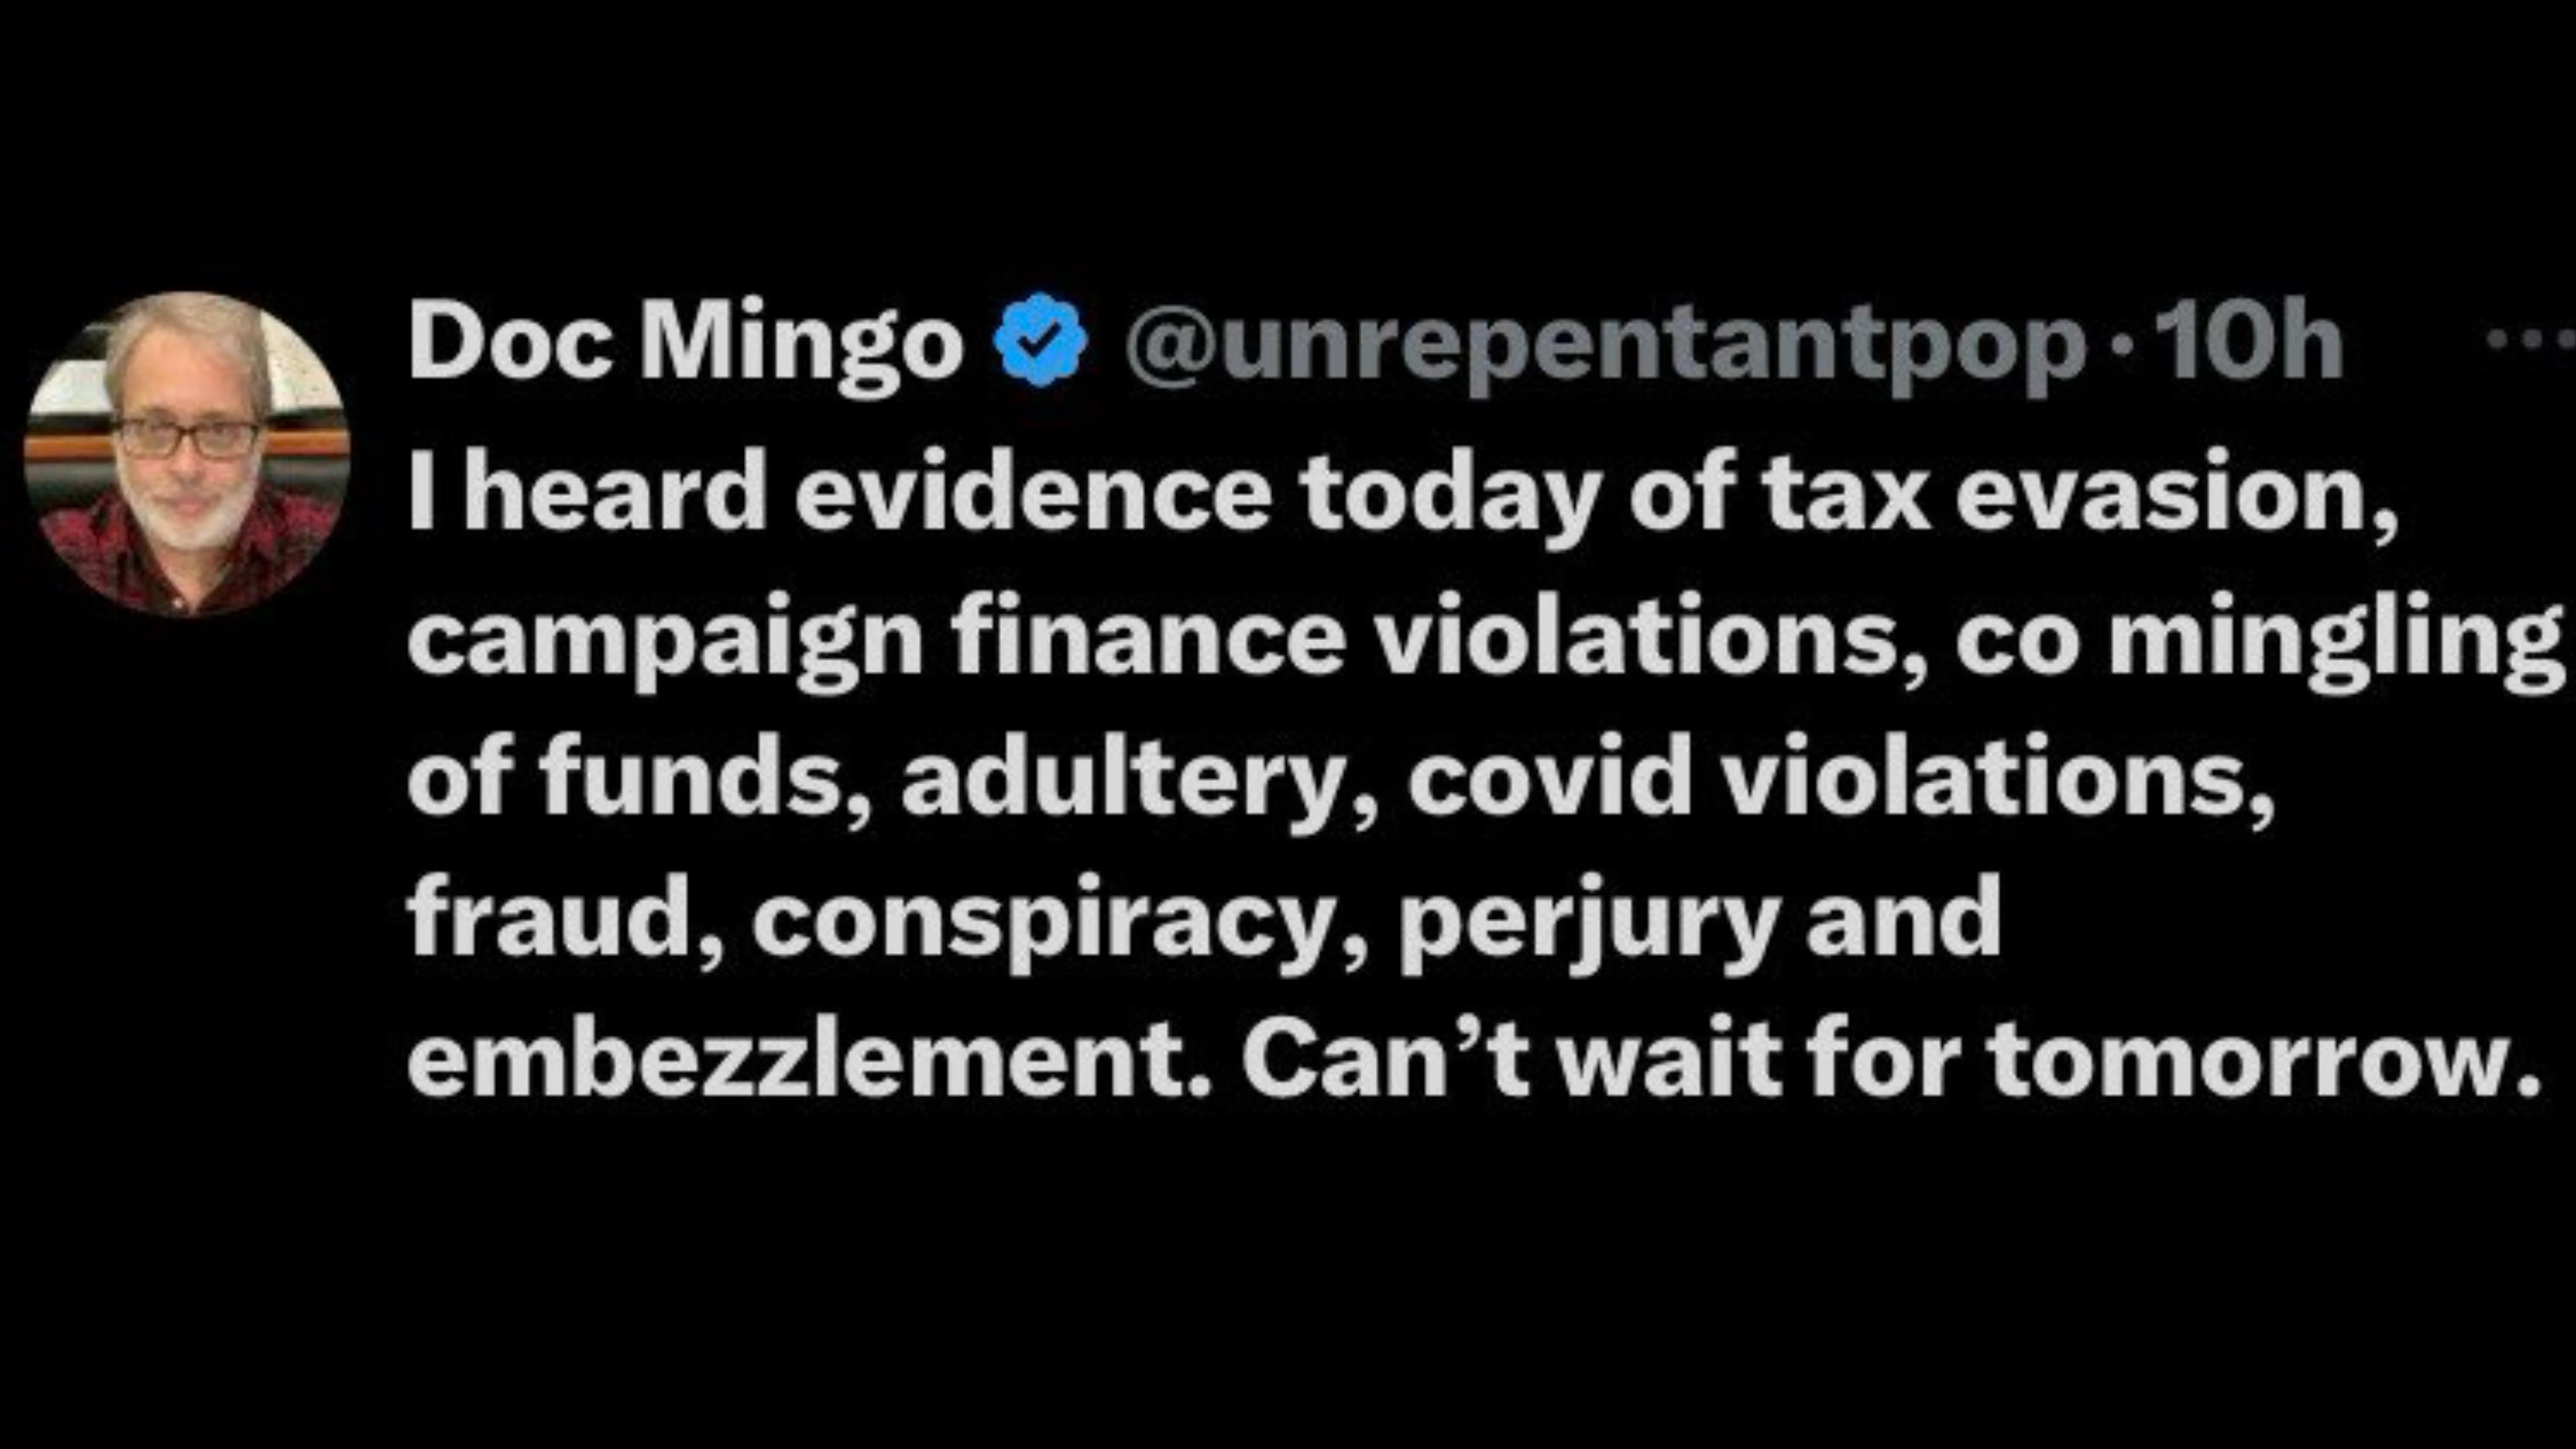 Doc Mingo @unrepentantpop · 10h ...
I heard evidence today of tax evasion,
campaign finance violations, co mingling
of funds, adultery, covid violations,
fraud, conspiracy, perjury and
embezzlement. Can’t wait for tomorrow.